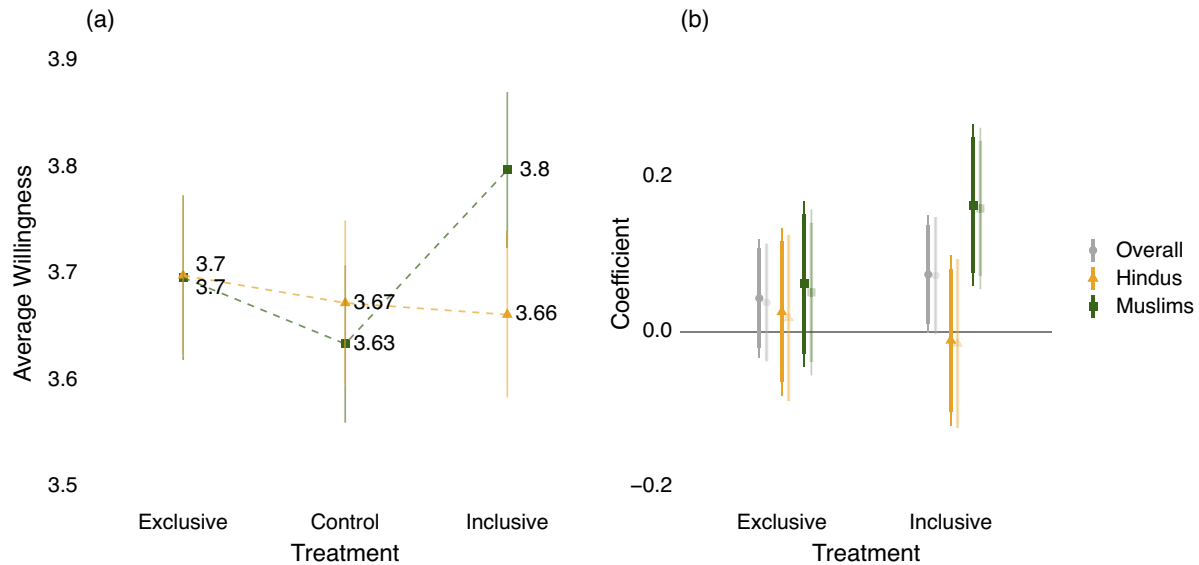 (a)
3.9
3.8
3.7
3.6
3.5
Average Willingness
3.7
3.7
3.67
3.63
3.8
3.66
Exclusive
Control
Inclusive
Treatment
(b)
0.2
0.0
−0.2
Coefficient
Exclusive
Inclusive
Treatment
Overall
Hindus
Muslims